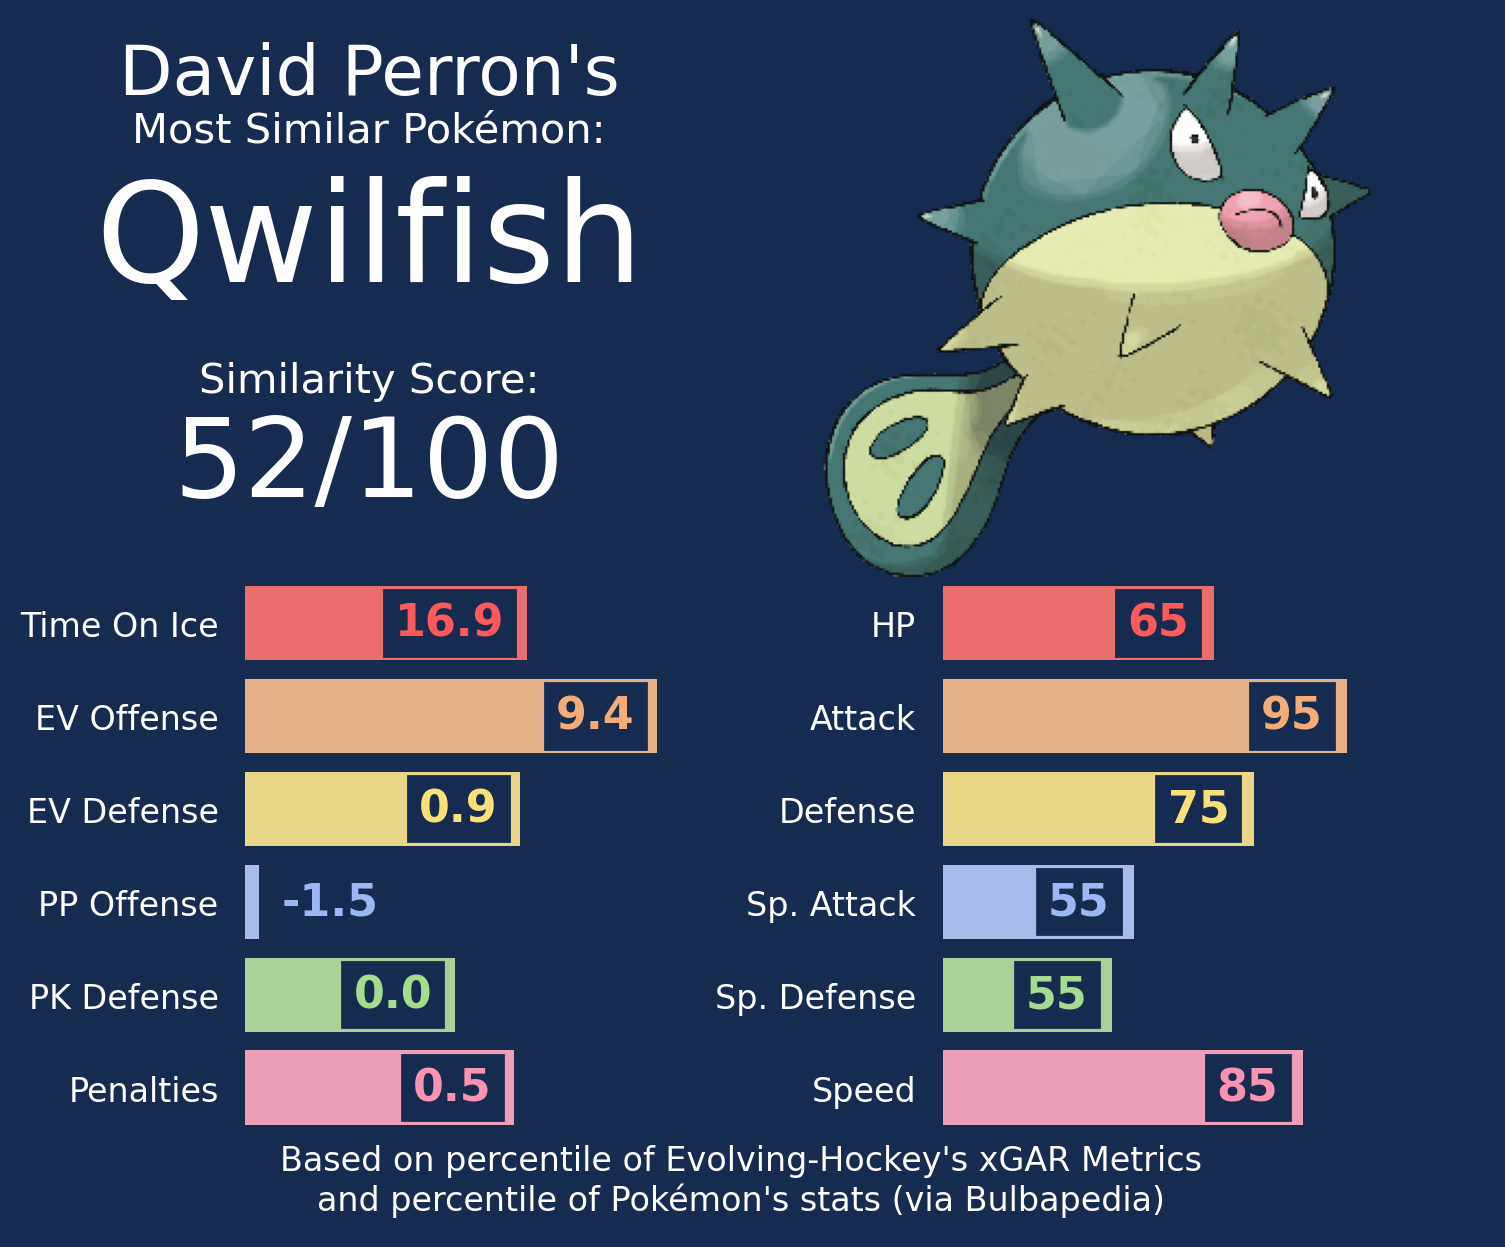 David Perron's
Most Similar Pokémon:
Qwilfish
Similarity Score:
52/100
Time On Ice 16.9
EV Offense 9.4
EV Defense 0.9
PP Offense -1.5
PK Defense 0.0
Penalties 0.5
HP 65
Attack 95
Defense 75
Sp. Attack 55
Sp. Defense 55
Speed 85
Based on percentile of Evolving-Hockey's xGAR Metrics
and percentile of Pokémon's stats (via Bulbapedia)